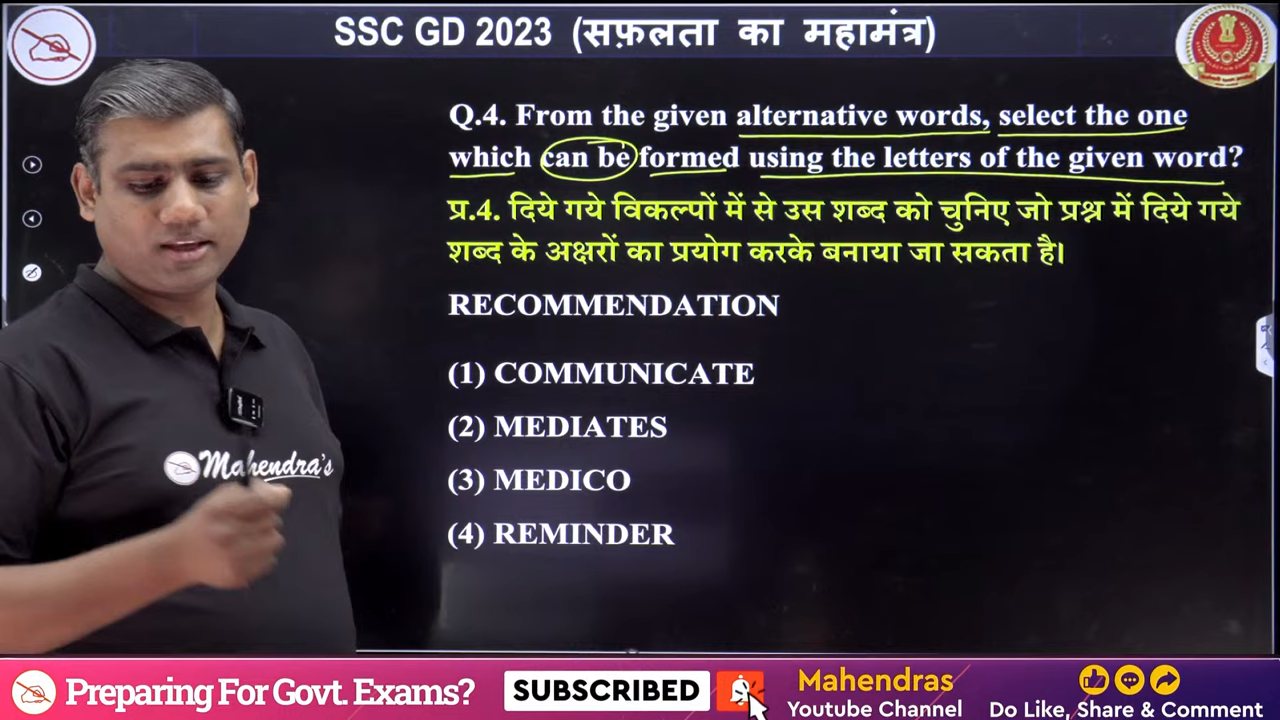 SSC GD 2023 (सफ़लता का महामंत्र)
Q.4. From the given alternative words, select the one
which can be formed using the letters of the given word?
प्र.4. दिये गये विकल्पों में से उस शब्द को चुनिए जो प्रश्न में दिये गये
शब्द के अक्षरों का प्रयोग करके बनाया जा सकता है।
RECOMMENDATION
(1) COMMUNICATE
(2) MEDIATES
(3) MEDICO
(4) REMINDER
Mahendra's
Preparing For Govt. Exams?
SUBSCRIBED
Mahendras
Youtube Channel
Do Like, Share & Comment